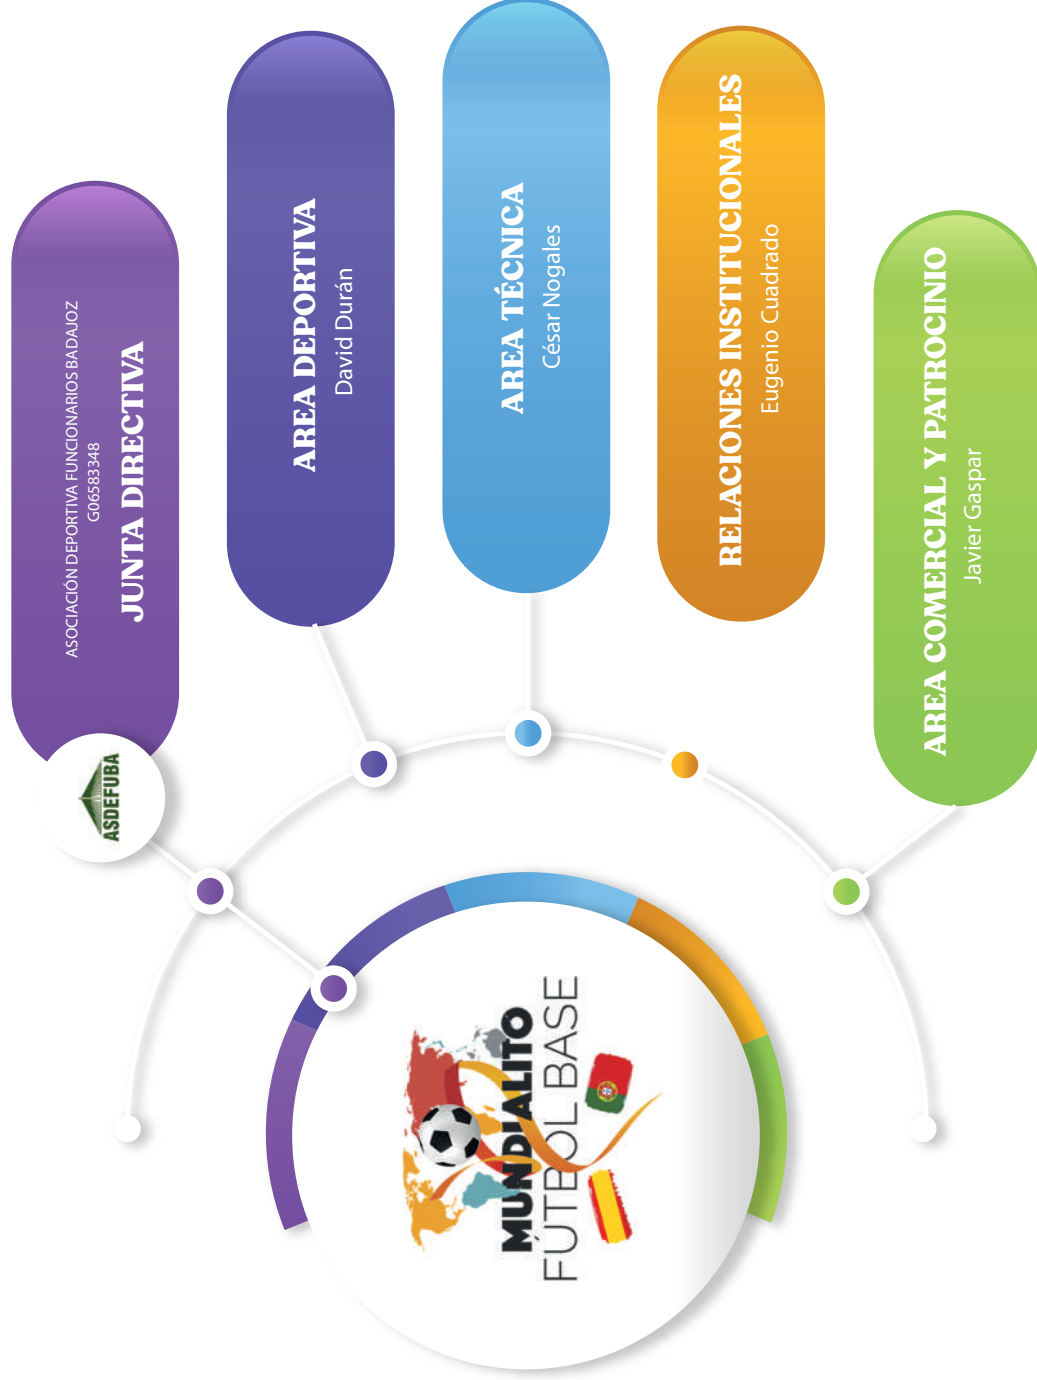 ASOCIACIÓN DEPORTIVA FUNCIONARIOS BADAJOZ
G06583348
JUNTA DIRECTIVA
ASDEFUBA
AREA DEPORTIVA
David Durán
AREA TÉCNICA
César Nogales
RELACIONES INSTITUCIONALES
Eugenio Cuadrado
AREA COMERCIAL Y PATROCINIO
Javier Gaspar
MUNDIALITO
FÚTBOL BASE